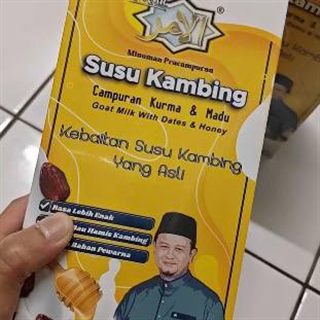 Minuman Pracampuran
Susu Kambing
Campuran Kurma & Madu
Goat Milk With Dates & Honey
Kebaikan Susu Kambing
Yang Asli
Rasa Lebih Enak
Bau Hamis Kambing
Bahan Pewarna
Kambing